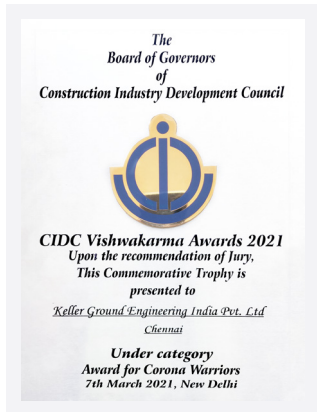 The
Board of Governors
of
Construction Industry Development Council
CIDC Vishwakarma Awards 2021
Upon the recommendation of Jury,
This Commemorative Trophy is
presented to
Keller Ground Engineering India Pvt. Ltd
Chennai
Under category
Award for Corona Warriors
7th March 2021, New Delhi